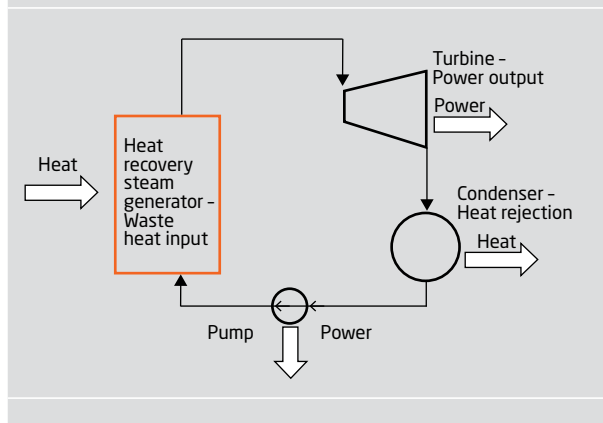 Turbine –
Power output
Power
Heat
Heat
recovery
steam
generator –
Waste
heat input
Condenser –
Heat rejection
Heat
Pump
Power